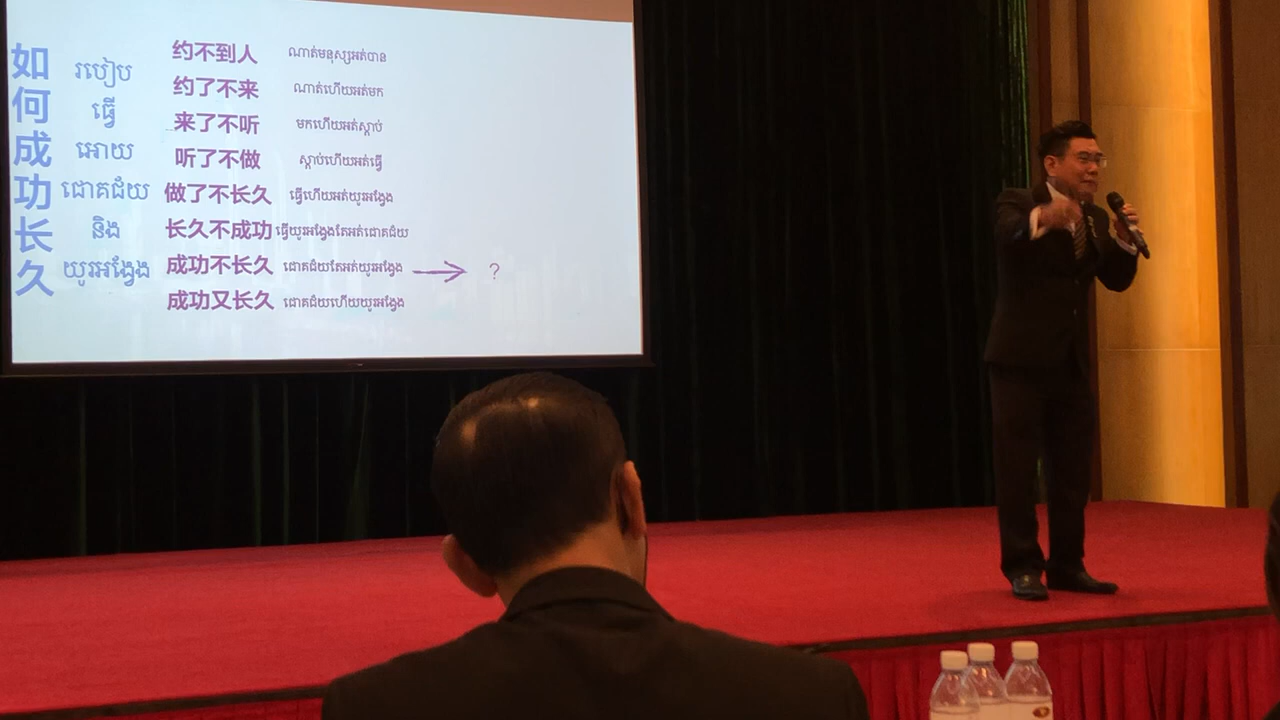 如何成功长久
របៀប
ធ្វើ
អោយ
ជោគជ័យ
និង
យូរអង្វែង
约不到人 ណាត់មនុស្សអត់បាន
约了不来 ណាត់ហើយអត់មក
来了不听 មកហើយអត់ស្តាប់
听了不做 ស្តាប់ហើយអត់ធ្វើ
做了不长久 ធ្វើហើយអត់យូរអង្វែង
长久不成功 ធ្វើយូរអង្វែងតែអត់ជោគជ័យ
成功不长久 ជោគជ័យតែអត់យូរអង្វែង ?
成功又长久 ជោគជ័យហើយយូរអង្វែង